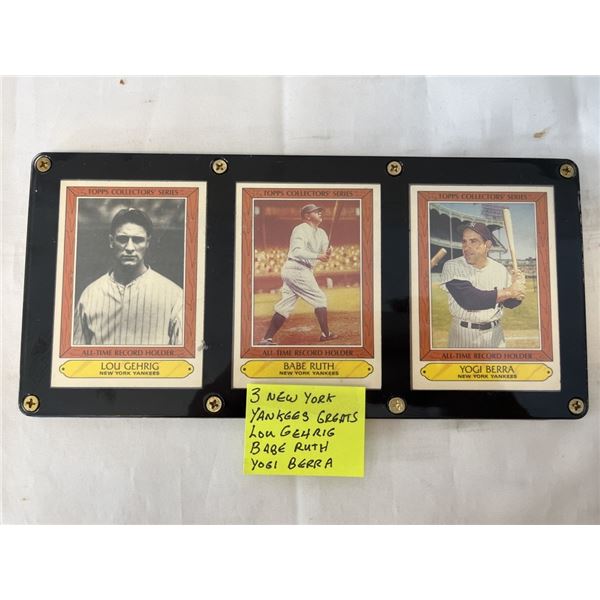 TOPPS COLLECTORS' SERIES
ALL-TIME RECORD HOLDER
LOU GEHRIG
NEW YORK YANKEES
TOPPS COLLECTORS' SERIES
ALL-TIME RECORD HOLDER
BABE RUTH
NEW YORK YANKEES
TOPPS COLLECTORS' SERIES
ALL-TIME RECORD HOLDER
YOGI BERRA
NEW YORK YANKEES
3 NEW YORK
YANKEES GREATS
LOU GEHRIG
BABE RUTH
YOGI BERRA